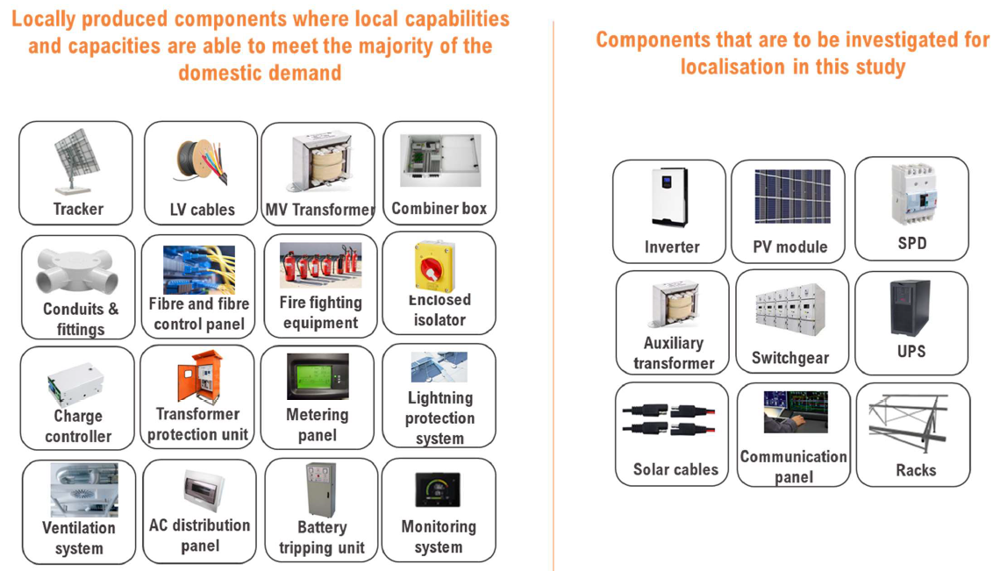 Locally produced components where local capabilities
and capacities are able to meet the majority of the
domestic demand
Tracker
LV cables
MV Transformer
Combiner box
Conduits &
fittings
Fibre and fibre
control panel
Fire fighting
equipment
Enclosed
isolator
Charge
controller
Transformer
protection unit
Metering
panel
Lightning
protection
system
Ventilation
system
AC distribution
panel
Battery
tripping unit
Monitoring
system
Components that are to be investigated for
localisation in this study
Inverter
PV module
SPD
Auxiliary
transformer
Switchgear
UPS
Solar cables
Communication
panel
Racks